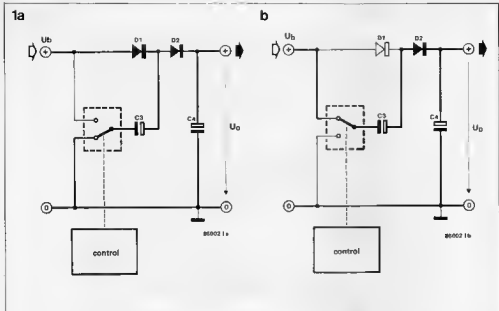 1a
b
Ub
D1
D2
C3
C4
U0
0
0
control
86002 1a
Ub
D1
D2
C3
C4
U0
0
0
control
86002 1b